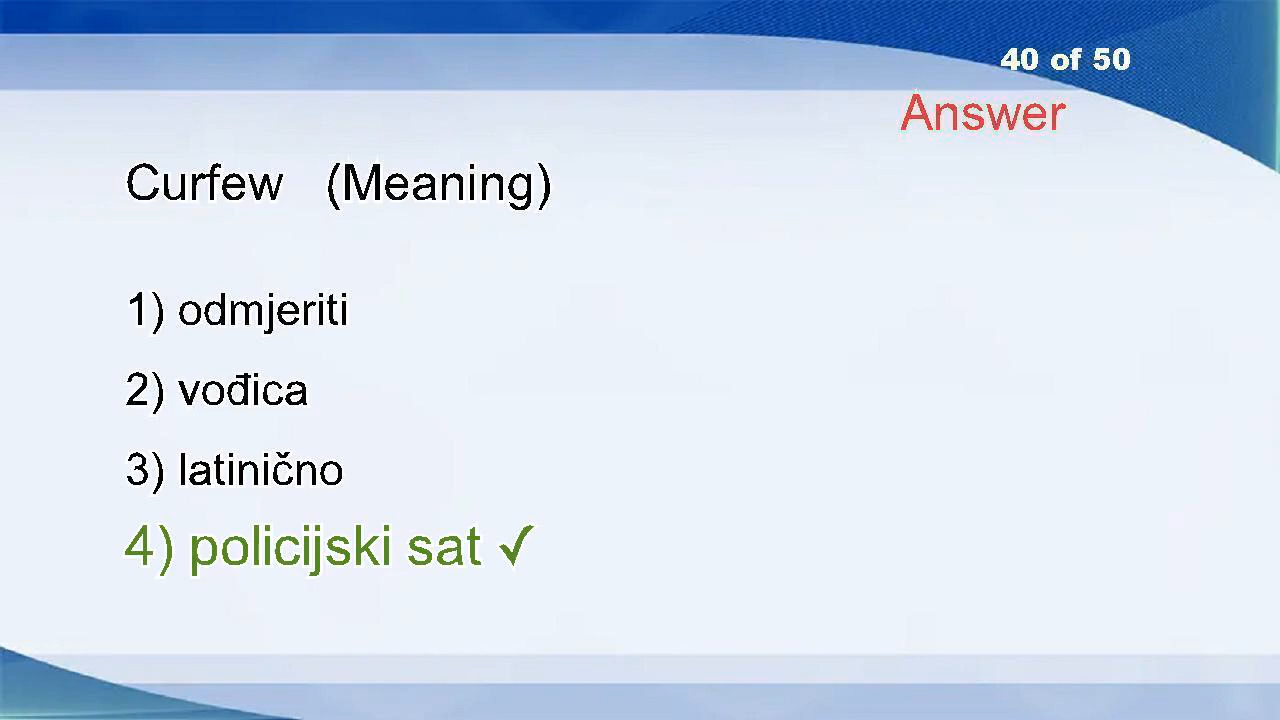 40 of 50
Answer
Curfew (Meaning)
1) odmjeriti
2) vođica
3) latinično
4) policijski sat ✓